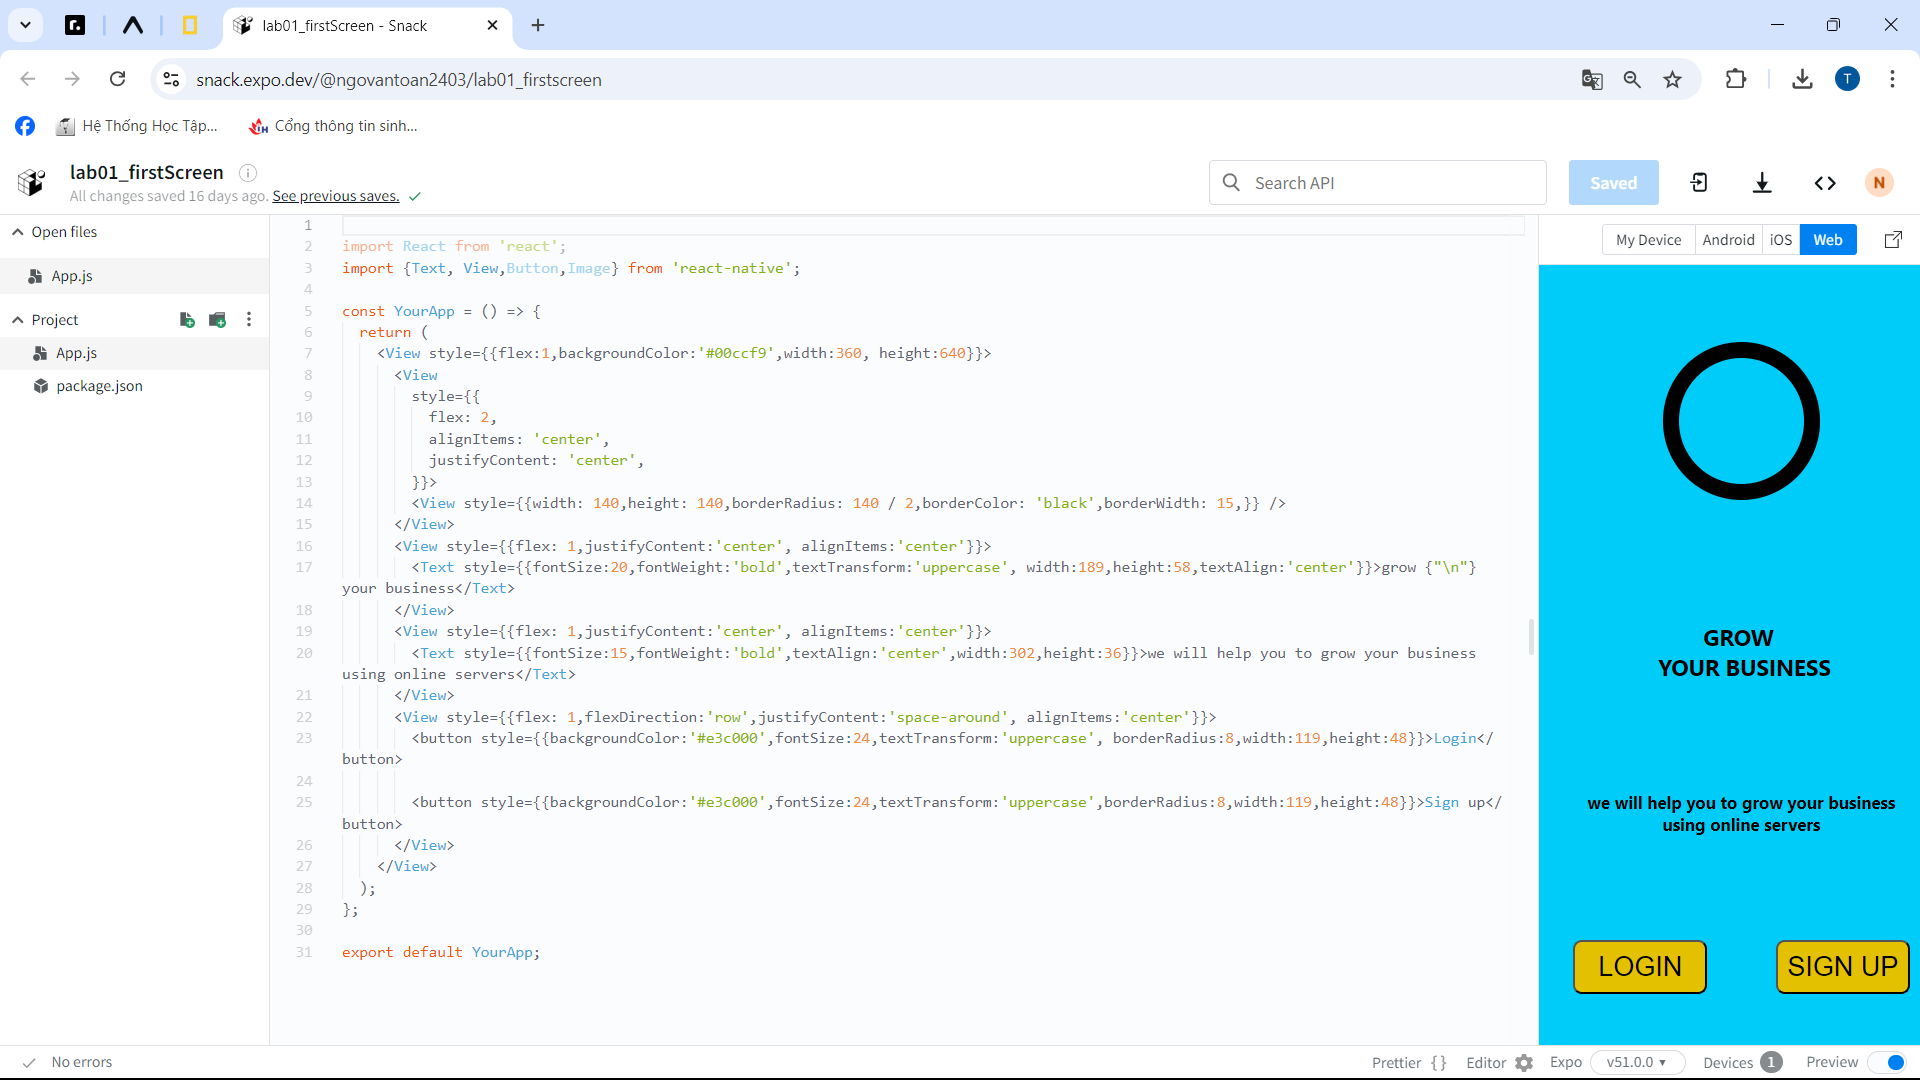 lab01_firstScreen - Snack
snack.expo.dev/@ngovantoan2403/lab01_firstscreen
T
Hệ Thống Học Tập...
Cổng thông tin sinh...
lab01_firstScreen
All changes saved 16 days ago. See previous saves.
Search API
Saved
N
Open files
App.js
Project
App.js
package.json
My Device
Android
iOS
Web
1
2 import React from 'react';
3 import {Text, View,Button,Image} from 'react-native';
4
5 const YourApp = () => {
6 return (
7 <View style={{flex:1,backgroundColor:'#00ccf9',width:360, height:640}}>
8 <View
9 style={{
10 flex: 2,
11 alignItems: 'center',
12 justifyContent: 'center',
13 }}>
14 <View style={{width: 140,height: 140,borderRadius: 140 / 2,borderColor: 'black',borderWidth: 15,}} />
15 </View>
16 <View style={{flex: 1,justifyContent:'center', alignItems:'center'}}>
17 <Text style={{fontSize:20,fontWeight:'bold',textTransform:'uppercase', width:189,height:58,textAlign:'center'}}>grow {"\n"}
your business</Text>
18 </View>
19 <View style={{flex: 1,justifyContent:'center', alignItems:'center'}}>
20 <Text style={{fontSize:15,fontWeight:'bold',textAlign:'center',width:302,height:36}}>we will help you to grow your business
using online servers</Text>
21 </View>
22 <View style={{flex: 1,flexDirection:'row',justifyContent:'space-around', alignItems:'center'}}>
23 <button style={{backgroundColor:'#e3c000',fontSize:24,textTransform:'uppercase', borderRadius:8,width:119,height:48}}>Login</
button>
24
25 <button style={{backgroundColor:'#e3c000',fontSize:24,textTransform:'uppercase',borderRadius:8,width:119,height:48}}>Sign up</
button>
26 </View>
27 </View>
28 );
29 };
30
31 export default YourApp;
GROW
YOUR BUSINESS
we will help you to grow your business
using online servers
LOGIN
SIGN UP
No errors
Prettier {}
Editor
Expo
v51.0.0
Devices 1
Preview